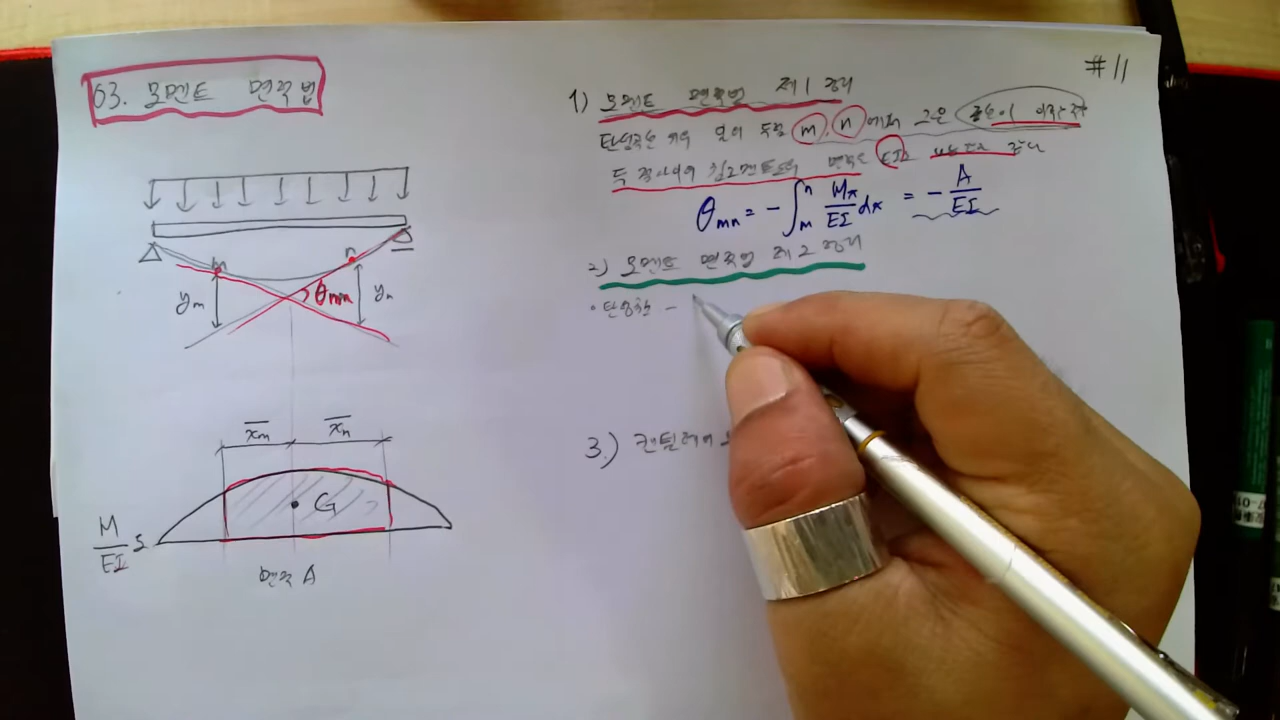 03. 모멘트 면적법
#11
1) 모멘트 면적법 제1정리
탄성곡선 위의 임의 두점 m, n 에서 그은 이루는
두 점사이의 휨모멘트도의 면적을 EI로 나눈값과 같다
θmn = - ∫ₘⁿ Mx/EI dx = - A/EI
2) 모멘트 면적법 제2정리
• 탄성곡선 -
3.) 캔틸레버
m
n
ym
θmn
yn
x̄m
x̄n
G
M/EI
면적 A